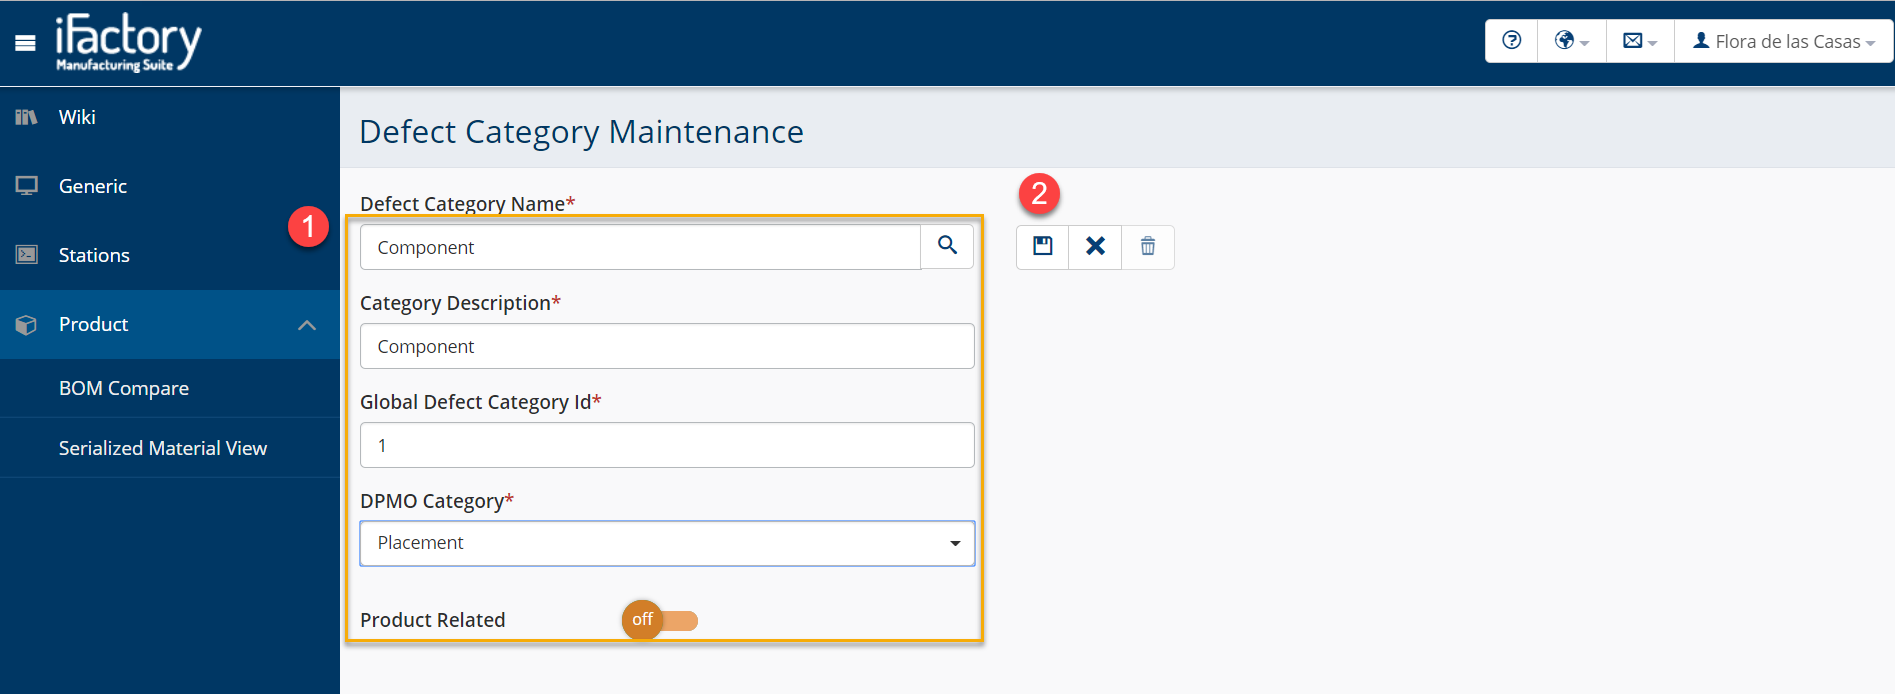 iFactory
Manufacturing Suite
Flora de las Casas
Wiki
Generic
Stations
Product
BOM Compare
Serialized Material View
Defect Category Maintenance
1
2
Defect Category Name*
Component
Category Description*
Component
Global Defect Category Id*
1
DPMO Category*
Placement
Product Related
off